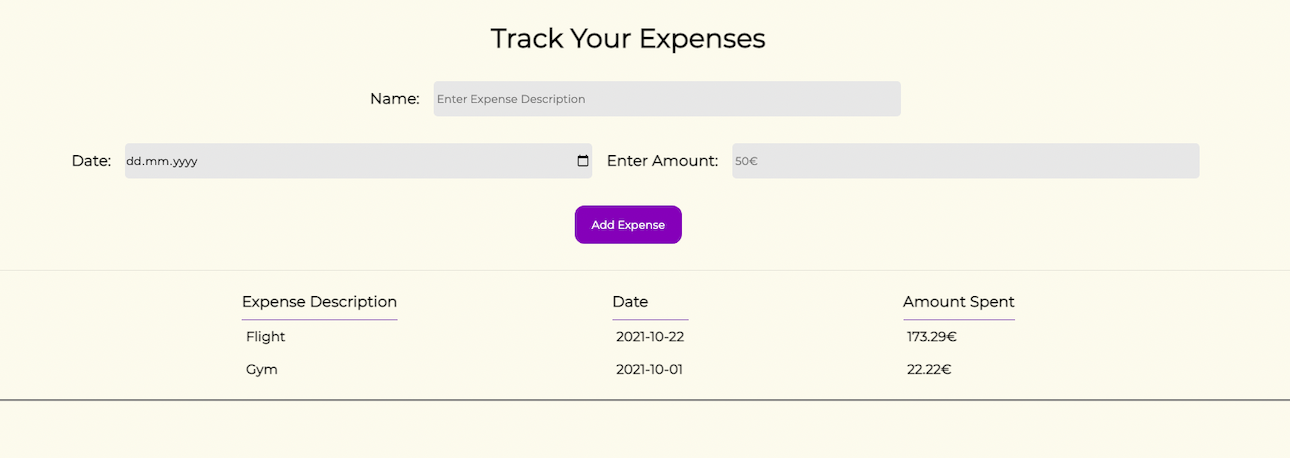 Track Your Expenses
Name: Enter Expense Description
Date: dd.mm.yyyy Enter Amount: 50€
Add Expense
Expense Description Date Amount Spent
Flight 2021-10-22 173.29€
Gym 2021-10-01 22.22€